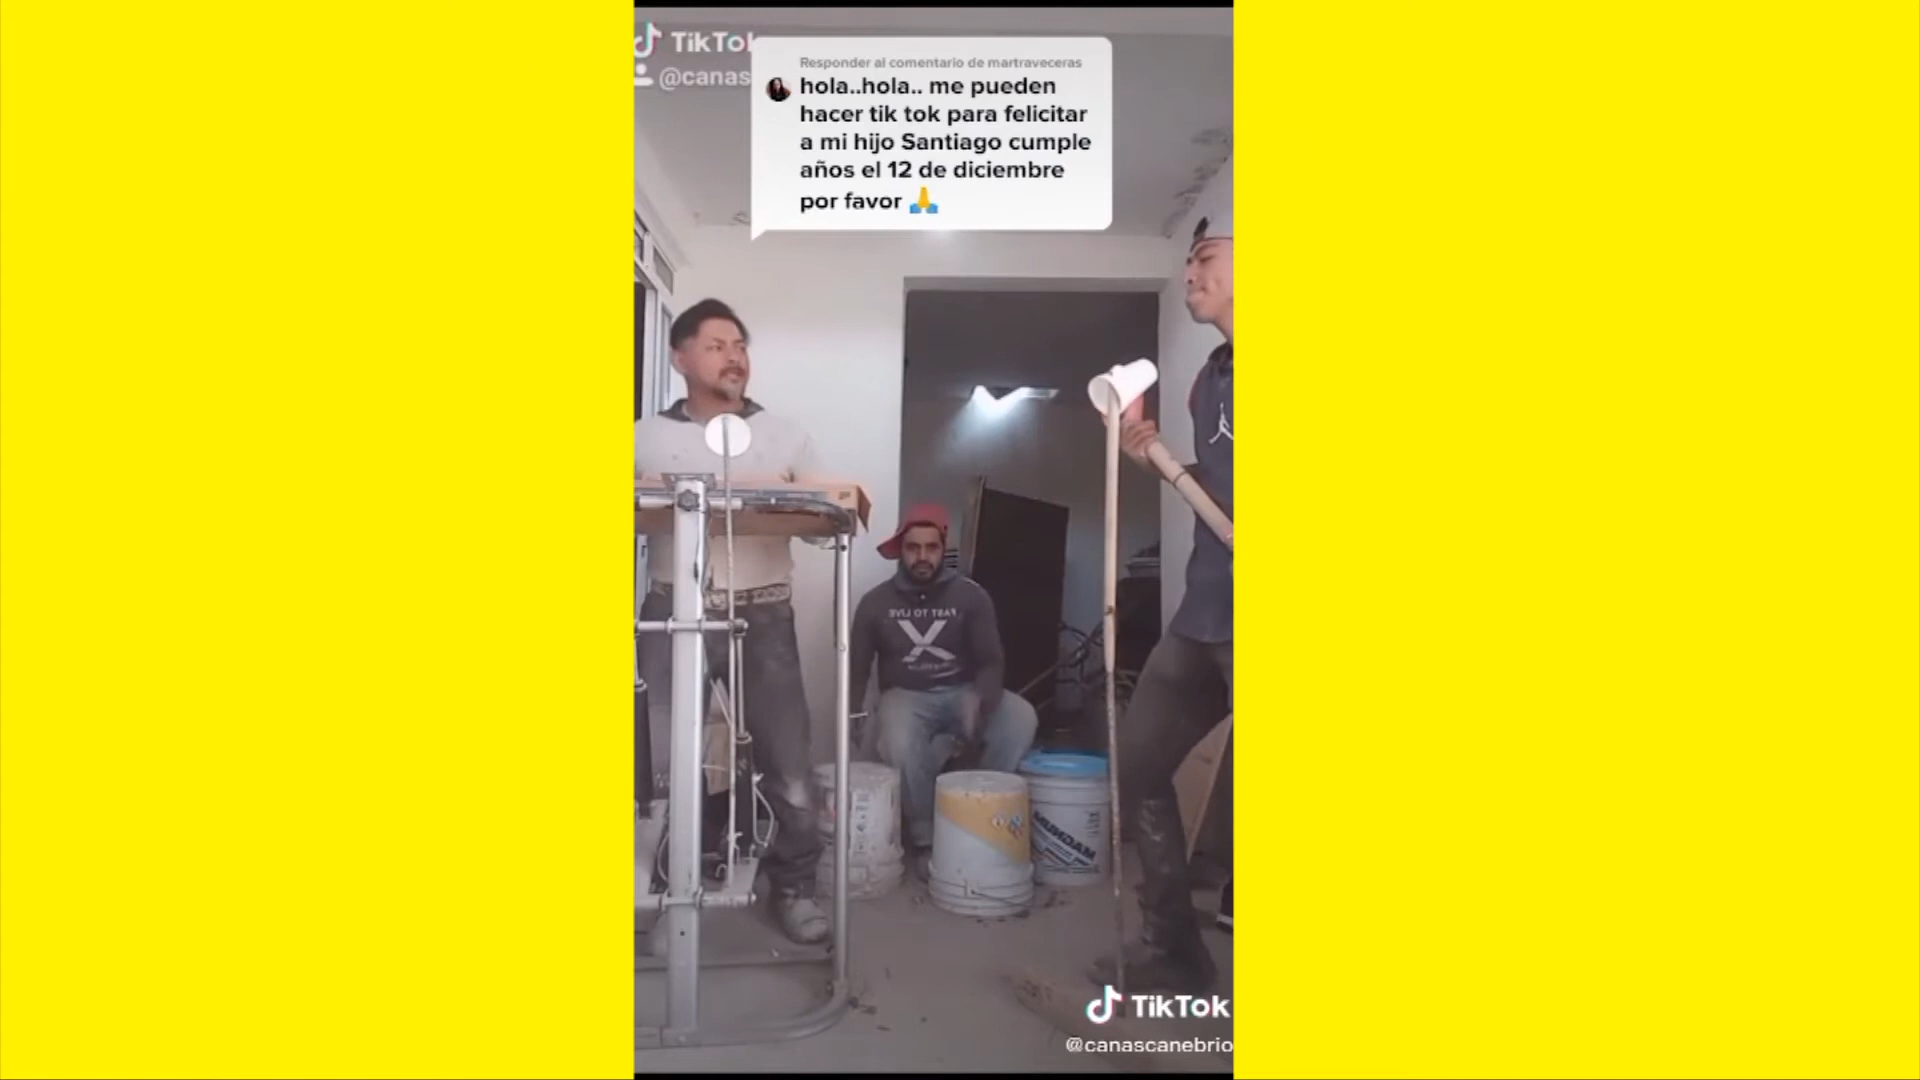 TikTok
@canas
Responder al comentario de martraveceras
hola..hola.. me pueden
hacer tik tok para felicitar
a mi hijo Santiago cumple
años el 12 de diciembre
por favor 🙏
FAST TO LIVE
X
MAGNUM
TikTok
@canascanebrio